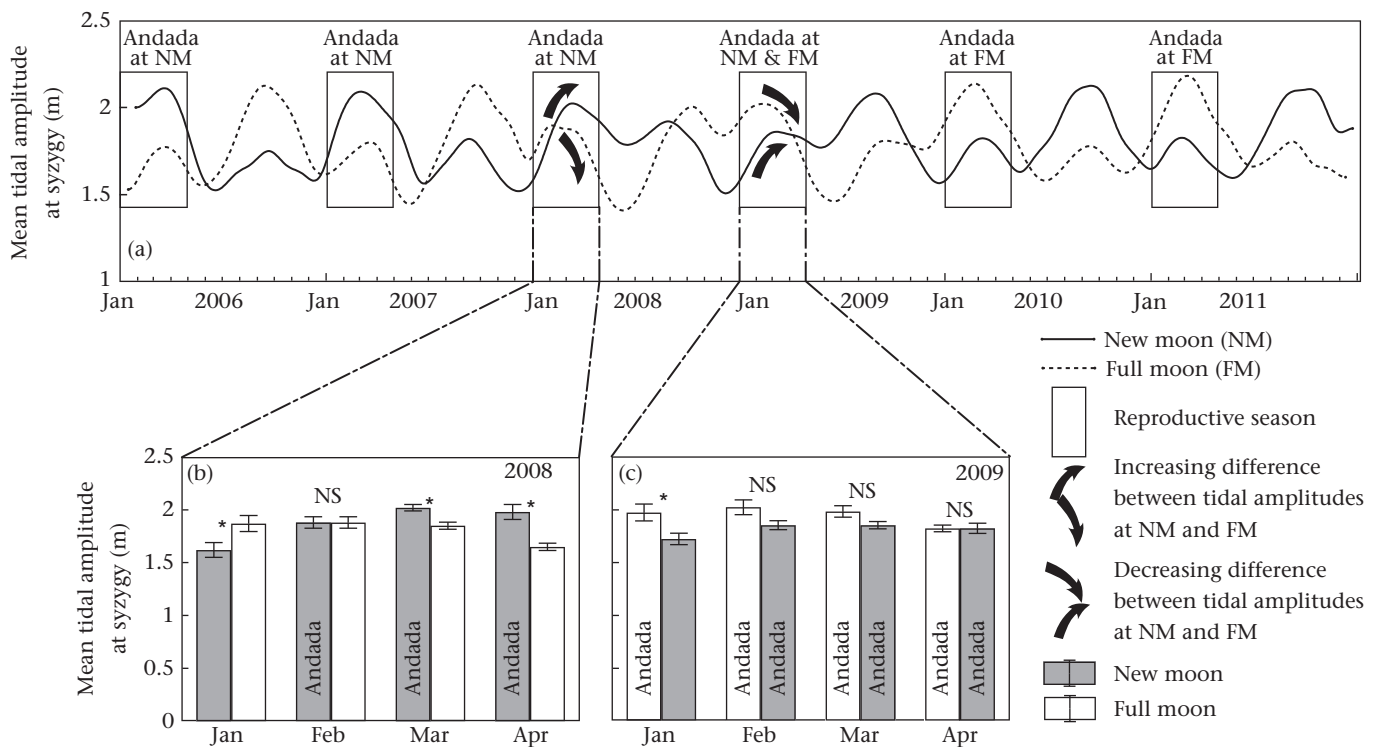 2.5
2
1.5
1
Mean tidal amplitude
at syzygy (m)
Andada
at NM
Andada
at NM
Andada
at NM
Andada at
NM & FM
Andada
at FM
Andada
at FM
(a)
Jan 2006 Jan 2007 Jan 2008 Jan 2009 Jan 2010 Jan 2011
New moon (NM)
Full moon (FM)
Reproductive season
Increasing difference
between tidal amplitudes
at NM and FM
Decreasing difference
between tidal amplitudes
at NM and FM
New moon
Full moon
2.5
2
1.5
1
0.5
0
Mean tidal amplitude
at syzygy (m)
(b)
2008
*
NS
*
*
Andada
Andada
Andada
Jan Feb Mar Apr
(c)
2009
*
NS
NS
NS
Andada
Andada
Andada
Andada
Andada
Andada
Andada
Jan Feb Mar Apr